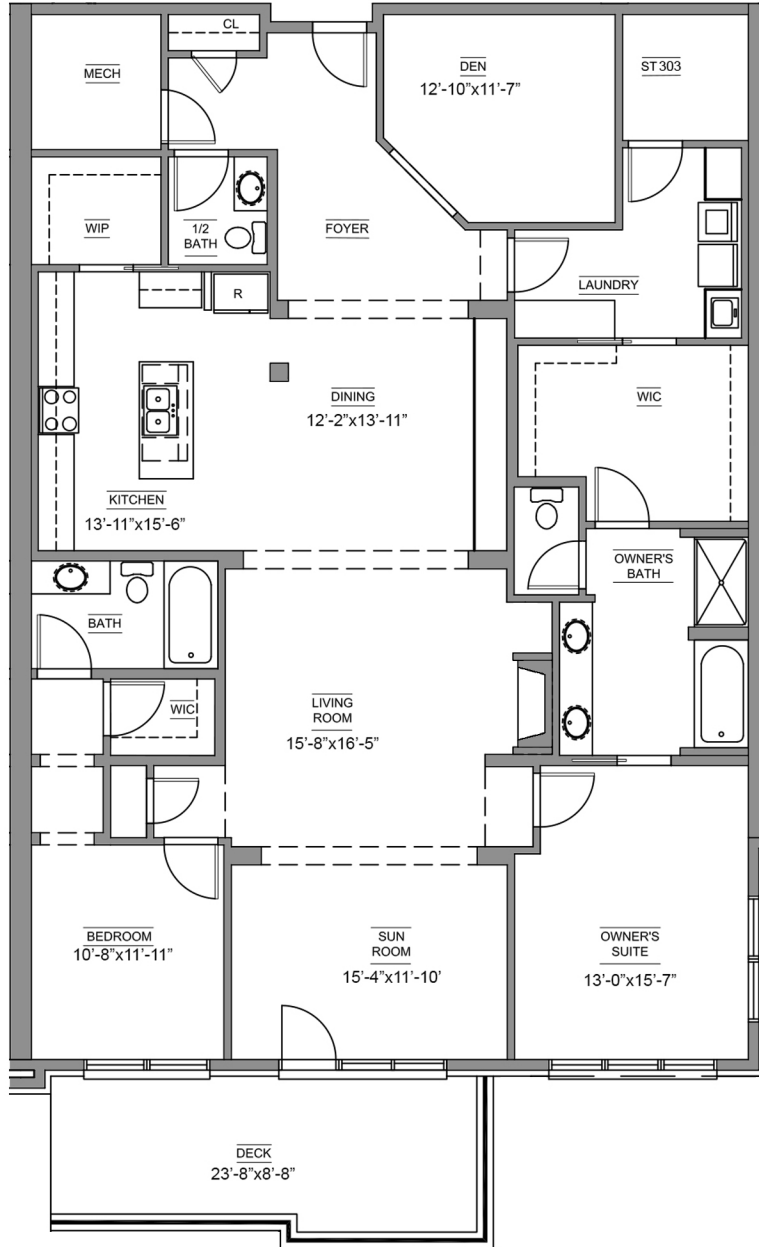 CL
MECH
DEN
12'-10”x11'-7”
ST 303
WIP
1/2
BATH
FOYER
LAUNDRY
R
DINING
12'-2”x13'-11”
WIC
KITCHEN
13'-11”x15'-6”
OWNER'S
BATH
BATH
WIC
LIVING
ROOM
15'-8”x16'-5”
BEDROOM
10'-8”x11'-11”
SUN
ROOM
15'-4”x11'-10'
OWNER'S
SUITE
13'-0”x15'-7”
DECK
23'-8”x8'-8”